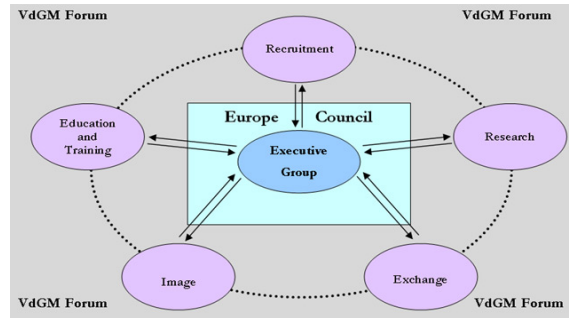 VdGM Forum
VdGM Forum
Recruitment
Europe Council
Education
and
Training
Executive
Group
Research
Image
Exchange
VdGM Forum
VdGM Forum